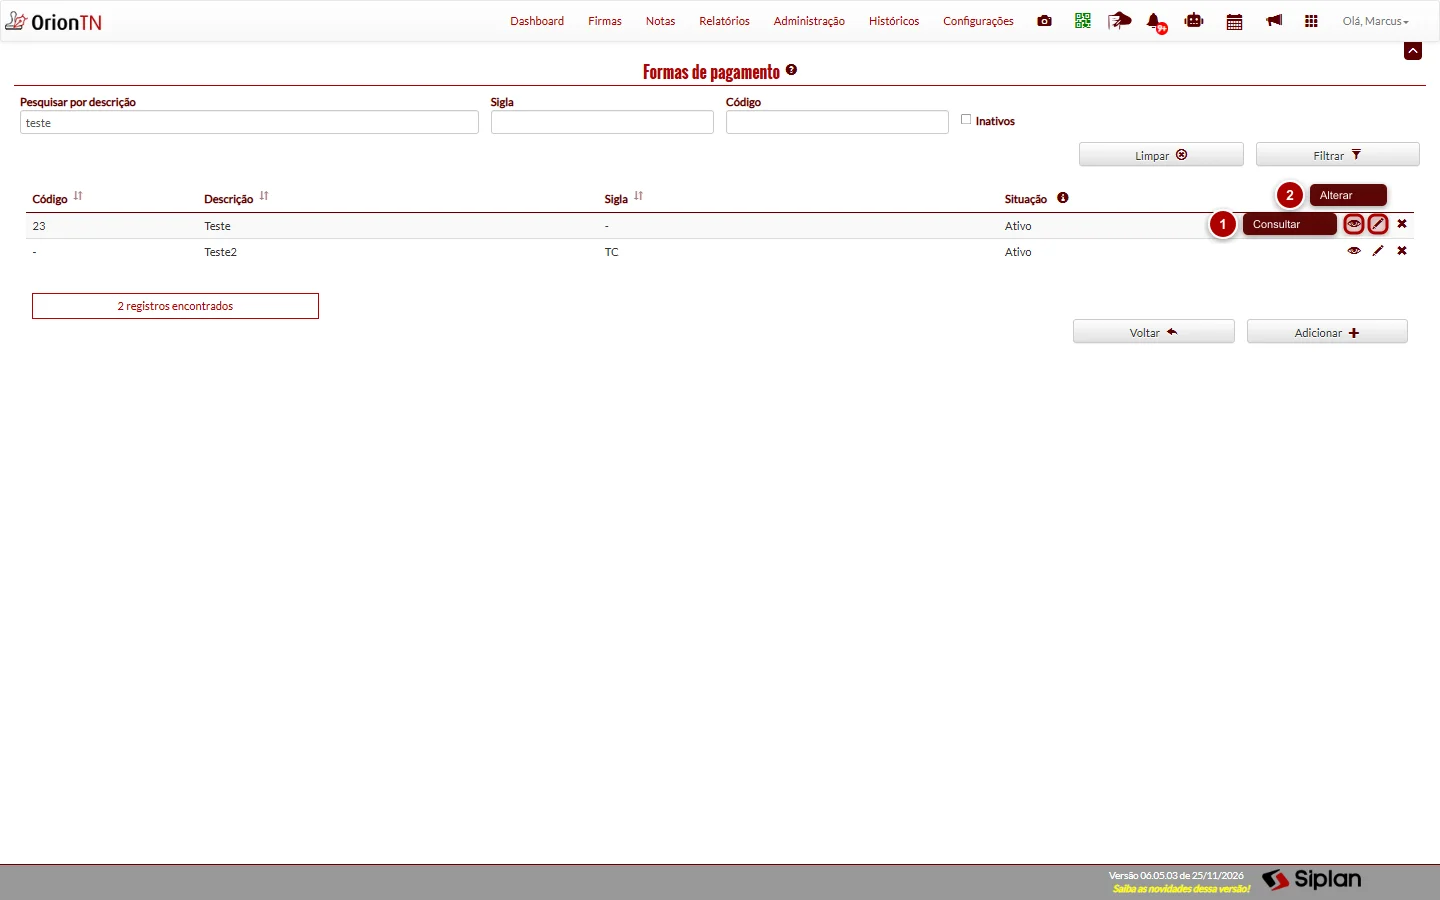 OrionTN
Dashboard Firmas Notas Relatórios Administração Históricos Configurações 9+ Olá, Marcus
Formas de pagamento ?
Pesquisar por descrição Sigla Código
teste
Inativos
Limpar Filtrar
Código Descrição Sigla Situação
2 Alterar
23 Teste - Ativo
1 Consultar
- Teste2 TC Ativo
2 registros encontrados
Voltar Adicionar
Versão 06.05.03 de 25/11/2026
Saiba as novidades dessa versão!
Siplan